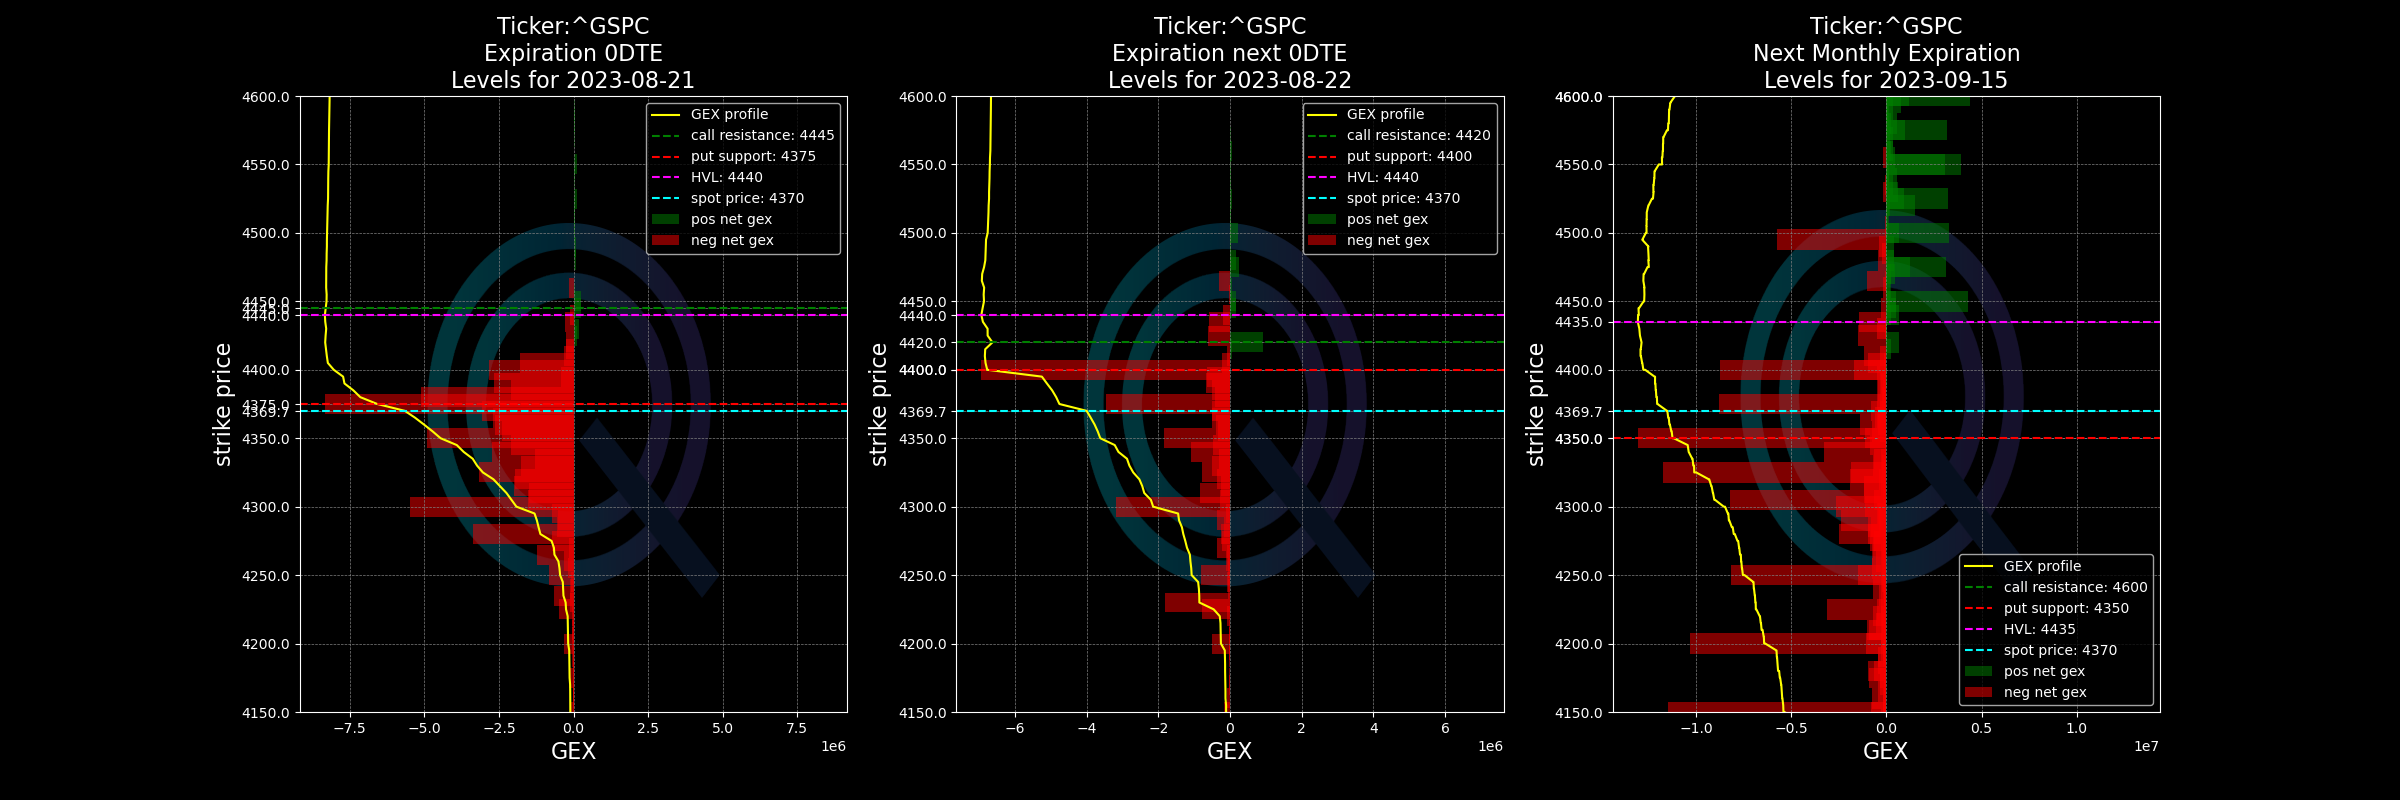 Ticker:^GSPC
Expiration 0DTE
Levels for 2023-08-21
4600.0
4550.0
4500.0
4450.0
4445.0
4440.0
4400.0
4375.0
4369.7
4350.0
4300.0
4250.0
4200.0
4150.0
strike price
GEX profile
call resistance: 4445
put support: 4375
HVL: 4440
spot price: 4370
pos net gex
neg net gex
−7.5
−5.0
−2.5
0.0
2.5
5.0
7.5
1e6
GEX
Ticker:^GSPC
Expiration next 0DTE
Levels for 2023-08-22
4600.0
4550.0
4500.0
4450.0
4440.0
4420.0
4400.0
4369.7
4350.0
4300.0
4250.0
4200.0
4150.0
strike price
GEX profile
call resistance: 4420
put support: 4400
HVL: 4440
spot price: 4370
pos net gex
neg net gex
−6
−4
−2
0
2
4
6
1e6
GEX
Ticker:^GSPC
Next Monthly Expiration
Levels for 2023-09-15
4600.0
4550.0
4500.0
4450.0
4435.0
4400.0
4369.7
4350.0
4300.0
4250.0
4200.0
4150.0
strike price
GEX profile
call resistance: 4600
put support: 4350
HVL: 4435
spot price: 4370
pos net gex
neg net gex
−1.0
−0.5
0.0
0.5
1.0
1e7
GEX